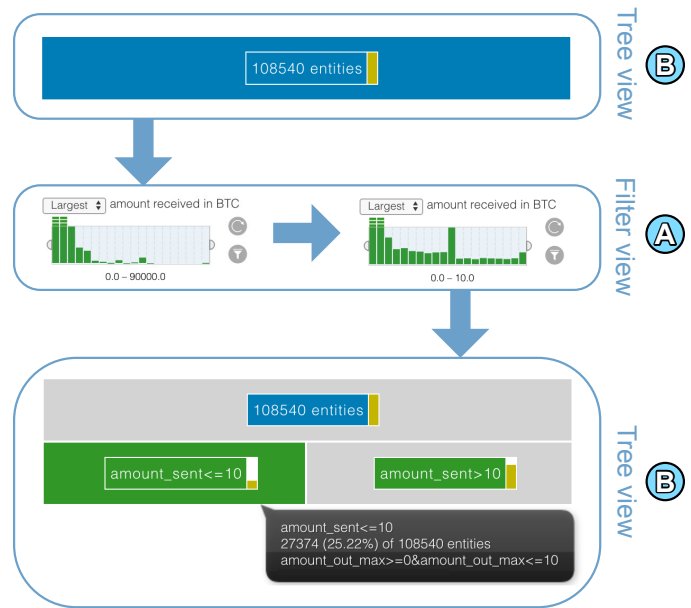 108540 entities
Tree view
B
Largest amount received in BTC
0.0 – 90000.0
Largest amount received in BTC
0.0 – 10.0
Filter view
A
108540 entities
amount_sent<=10
amount_sent>10
amount_sent<=10
27374 (25.22%) of 108540 entities
amount_out_max>=0&amount_out_max<=10
Tree view
B